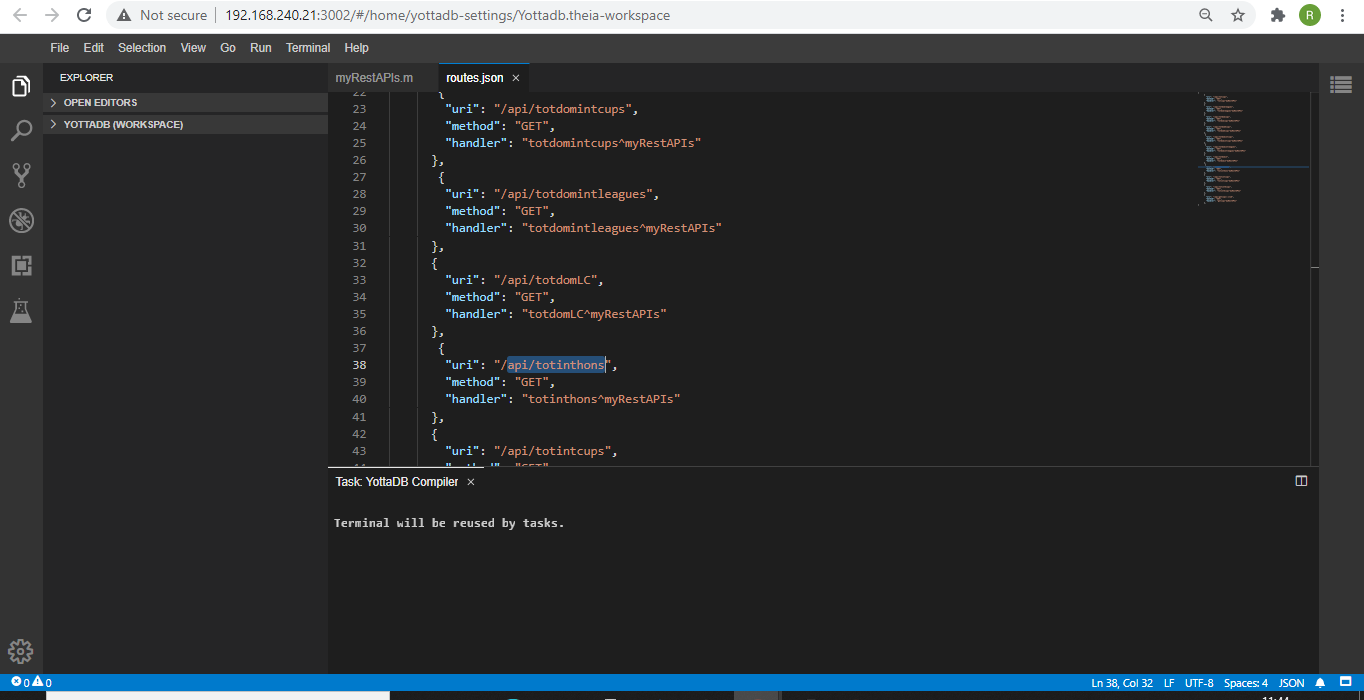 Not secure 192.168.240.21:3002/#/home/yottadb-settings/Yottadb.theia-workspace R
File Edit Selection View Go Run Terminal Help
EXPLORER
OPEN EDITORS
YOTTADB (WORKSPACE)
myRestAPIs.m routes.json ×
22 {
23 "uri": "/api/totdomintcups",
24 "method": "GET",
25 "handler": "totdomintcups^myRestAPIs"
26 },
27 {
28 "uri": "/api/totdomintleagues",
29 "method": "GET",
30 "handler": "totdomintleagues^myRestAPIs"
31 },
32 {
33 "uri": "/api/totdomLC",
34 "method": "GET",
35 "handler": "totdomLC^myRestAPIs"
36 },
37 {
38 "uri": "/api/totinthons",
39 "method": "GET",
40 "handler": "totinthons^myRestAPIs"
41 },
42 {
43 "uri": "/api/totintcups",
44 "method": "GET"
Task: YottaDB Compiler ×
Terminal will be reused by tasks.
0 0 Ln 38, Col 32 LF UTF-8 Spaces: 4 JSON